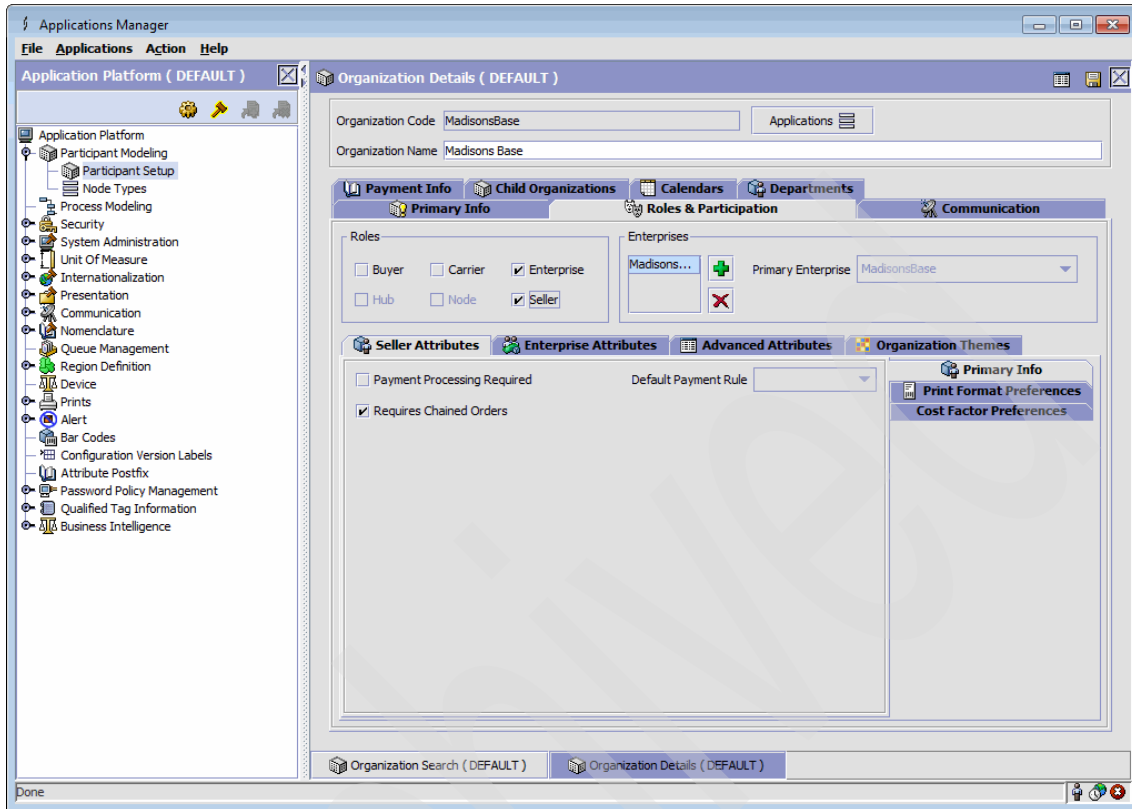 Applications Manager
File Applications Action Help
Application Platform ( DEFAULT )
Application Platform
Participant Modeling
Participant Setup
Node Types
Process Modeling
Security
System Administration
Unit Of Measure
Internationalization
Presentation
Communication
Nomenclature
Queue Management
Region Definition
Device
Prints
Alert
Bar Codes
Configuration Version Labels
Attribute Postfix
Password Policy Management
Qualified Tag Information
Business Intelligence
Organization Details ( DEFAULT )
Organization Code MadisonsBase Applications
Organization Name Madisons Base
Payment Info Child Organizations Calendars Departments
Primary Info Roles & Participation Communication
Roles Enterprises
Buyer Carrier Enterprise Madisons... Primary Enterprise MadisonsBase
Hub Node Seller
Seller Attributes Enterprise Attributes Advanced Attributes Organization Themes
Payment Processing Required Default Payment Rule
Requires Chained Orders
Primary Info
Print Format Preferences
Cost Factor Preferences
Organization Search ( DEFAULT ) Organization Details ( DEFAULT )
Done